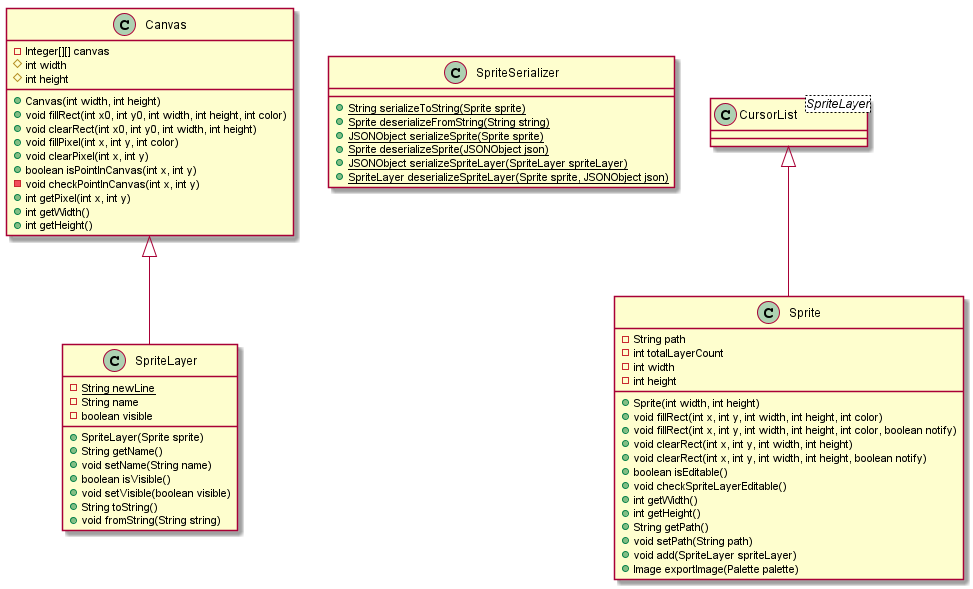 C Canvas
Integer[][] canvas
int width
int height
Canvas(int width, int height)
void fillRect(int x0, int y0, int width, int height, int color)
void clearRect(int x0, int y0, int width, int height)
void fillPixel(int x, int y, int color)
void clearPixel(int x, int y)
boolean isPointInCanvas(int x, int y)
void checkPointInCanvas(int x, int y)
int getPixel(int x, int y)
int getWidth()
int getHeight()
C SpriteSerializer
String serializeToString(Sprite sprite)
Sprite deserializeFromString(String string)
JSONObject serializeSprite(Sprite sprite)
Sprite deserializeSprite(JSONObject json)
JSONObject serializeSpriteLayer(SpriteLayer spriteLayer)
SpriteLayer deserializeSpriteLayer(Sprite sprite, JSONObject json)
SpriteLayer
C CursorList
C SpriteLayer
String newLine
String name
boolean visible
SpriteLayer(Sprite sprite)
String getName()
void setName(String name)
boolean isVisible()
void setVisible(boolean visible)
String toString()
void fromString(String string)
C Sprite
String path
int totalLayerCount
int width
int height
Sprite(int width, int height)
void fillRect(int x, int y, int width, int height, int color)
void fillRect(int x, int y, int width, int height, int color, boolean notify)
void clearRect(int x, int y, int width, int height)
void clearRect(int x, int y, int width, int height, boolean notify)
boolean isEditable()
void checkSpriteLayerEditable()
int getWidth()
int getHeight()
String getPath()
void setPath(String path)
void add(SpriteLayer spriteLayer)
Image exportImage(Palette palette)